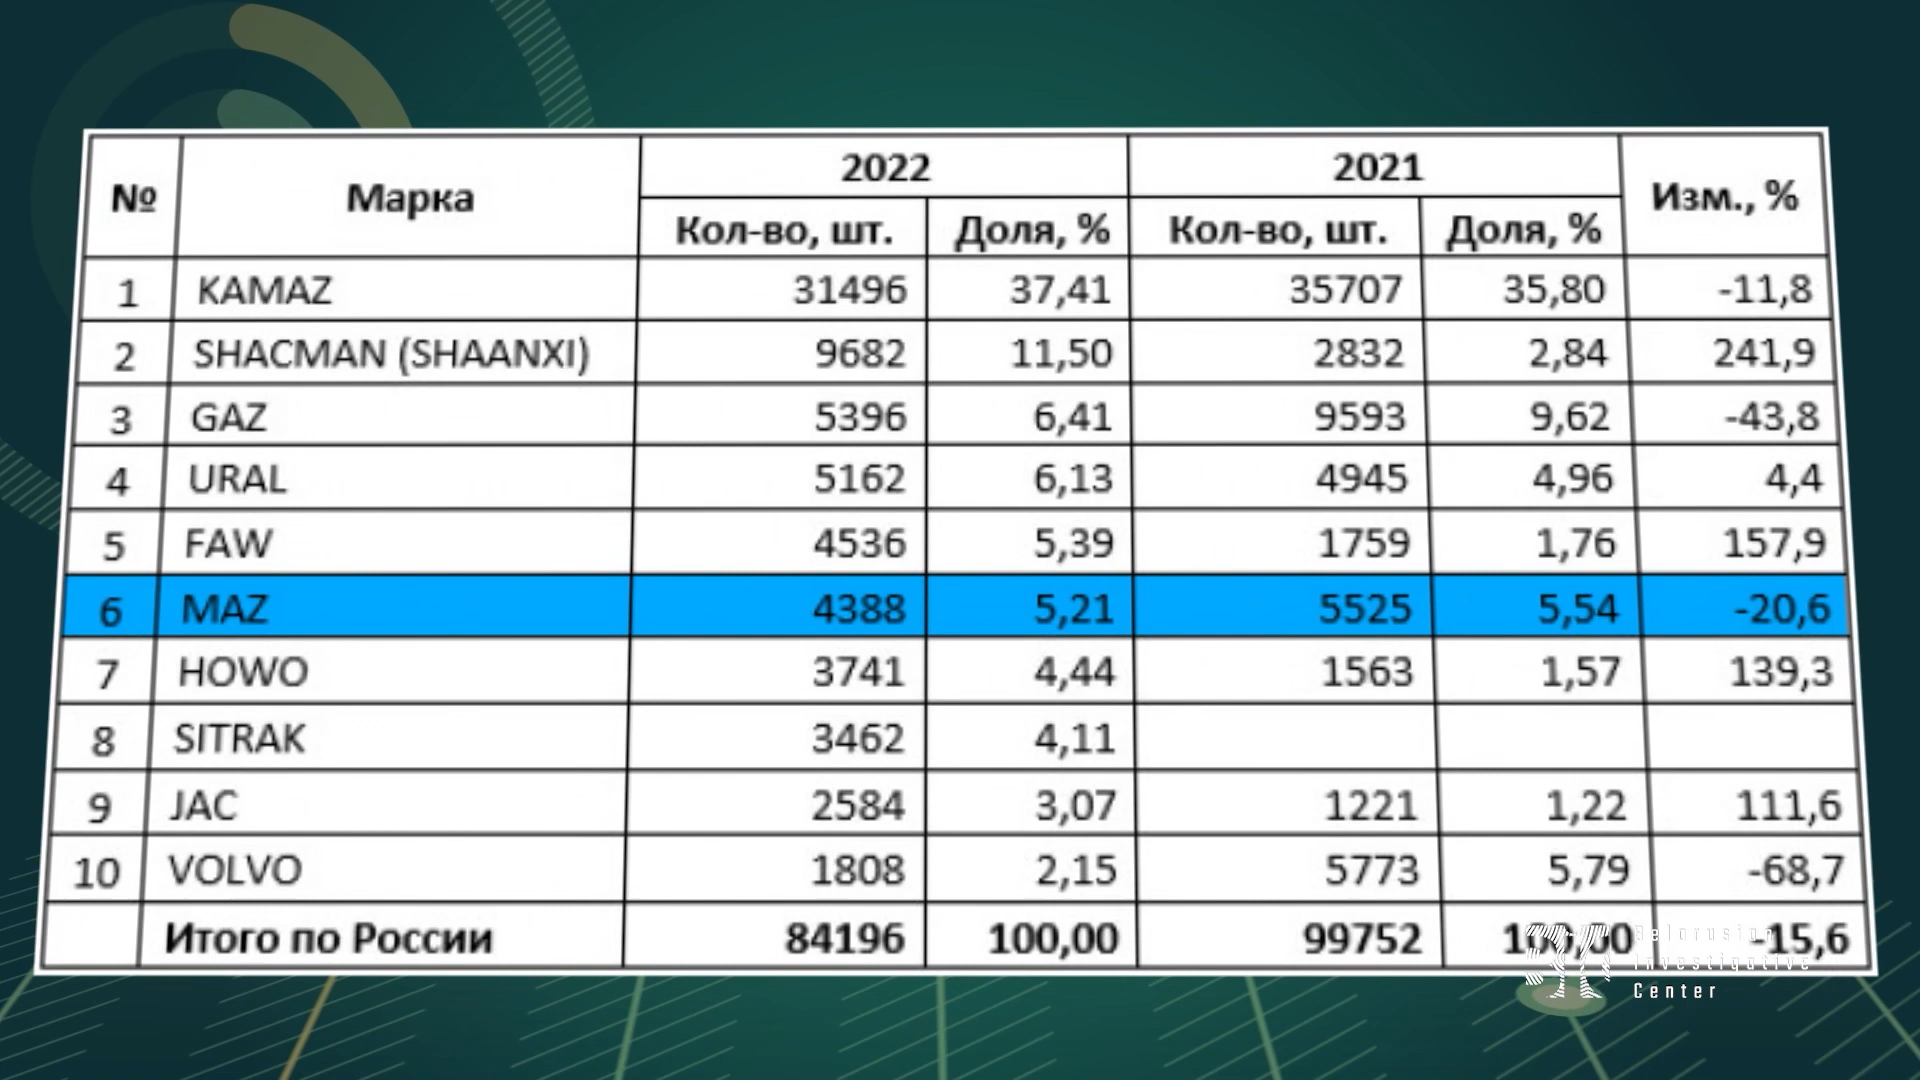 № Марка 2022 2021 Изм., %
Кол-во, шт. Доля, % Кол-во, шт. Доля, %
1 KAMAZ 31496 37,41 35707 35,80 -11,8
2 SHACMAN (SHAANXI) 9682 11,50 2832 2,84 241,9
3 GAZ 5396 6,41 9593 9,62 -43,8
4 URAL 5162 6,13 4945 4,96 4,4
5 FAW 4536 5,39 1759 1,76 157,9
6 MAZ 4388 5,21 5525 5,54 -20,6
7 HOWO 3741 4,44 1563 1,57 139,3
8 SITRAK 3462 4,11
9 JAC 2584 3,07 1221 1,22 111,6
10 VOLVO 1808 2,15 5773 5,79 -68,7
Итого по России 84196 100,00 99752 100,00 -15,6
Belarusian
Investigative
Center